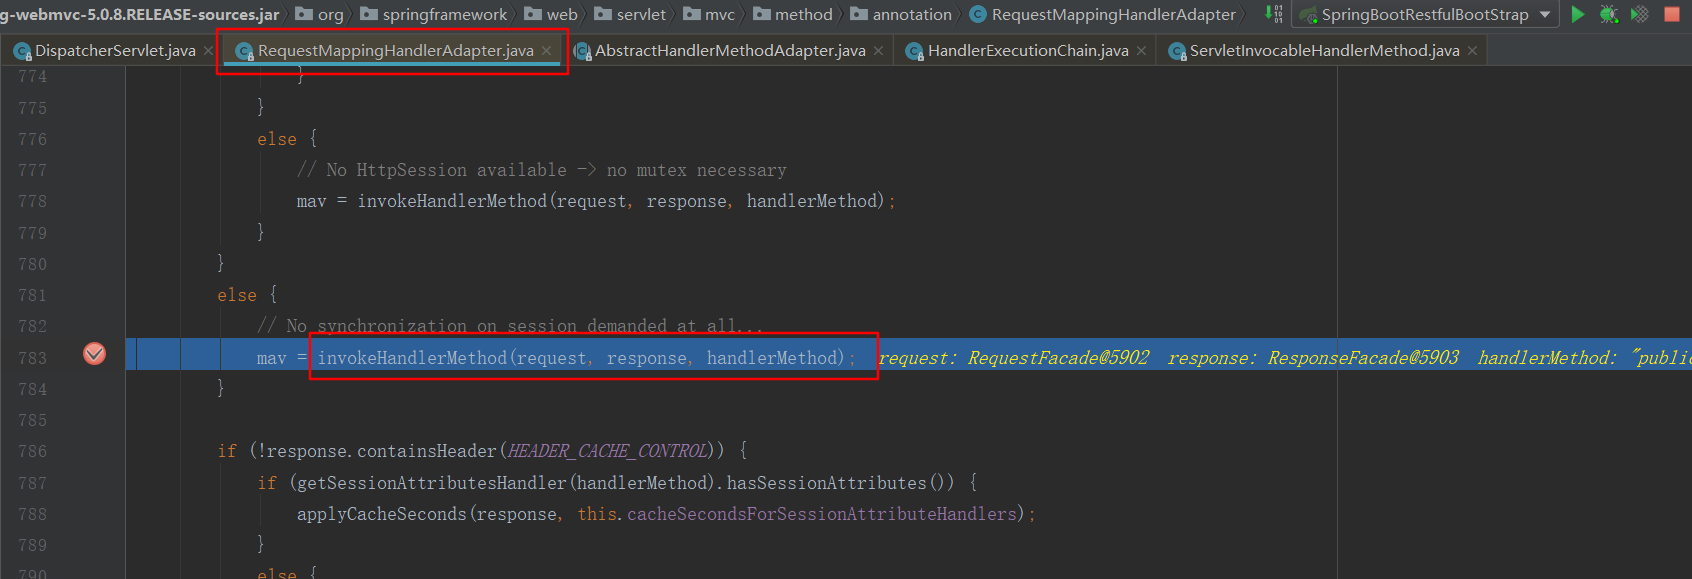 g-webmvc-5.0.8.RELEASE-sources.jar org springframework web servlet mvc method annotation RequestMappingHandlerAdapter SpringBootRestfulBootStrap
DispatcherServlet.java RequestMappingHandlerAdapter.java AbstractHandlerMethodAdapter.java HandlerExecutionChain.java ServletInvocableHandlerMethod.java
774 }
775 }
776 else {
777 // No HttpSession available -> no mutex necessary
778 mav = invokeHandlerMethod(request, response, handlerMethod);
779 }
780 }
781 else {
782 // No synchronization on session demanded at all...
783 mav = invokeHandlerMethod(request, response, handlerMethod); request: RequestFacade@5902 response: ResponseFacade@5903 handlerMethod: "public
784 }
785
786 if (!response.containsHeader(HEADER_CACHE_CONTROL)) {
787 if (getSessionAttributesHandler(handlerMethod).hasSessionAttributes()) {
788 applyCacheSeconds(response, this.cacheSecondsForSessionAttributeHandlers);
789 }
790 else {